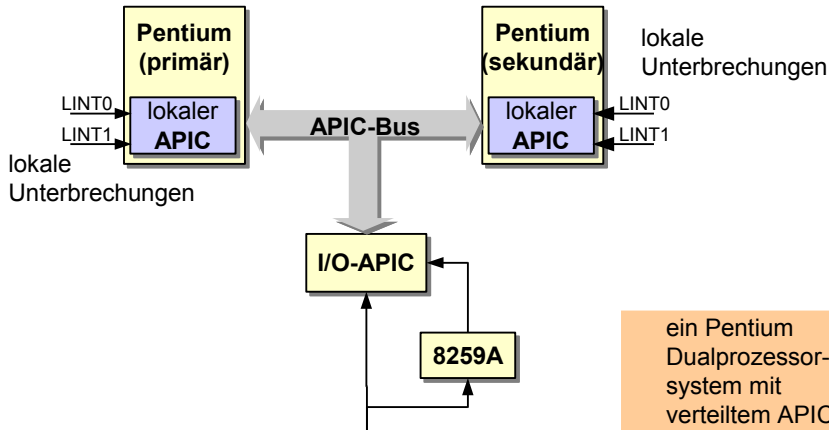 Pentium
(primär)
LINT0
LINT1
lokaler
APIC
lokale
Unterbrechungen
APIC-Bus
Pentium
(sekundär)
lokaler
APIC
LINT0
LINT1
lokale
Unterbrechungen
I/O-APIC
8259A
ein Pentium
Dualprozessor-
system mit
verteiltem APIC